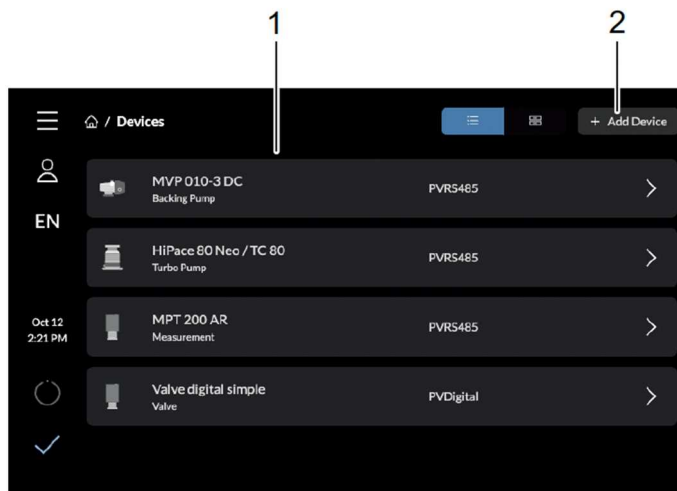 1
2
/ Devices
+ Add Device
EN
Oct 12
2:21 PM
MVP 010-3 DC
Backing Pump
PVRS485
HiPace 80 Neo / TC 80
Turbo Pump
PVRS485
MPT 200 AR
Measurement
PVRS485
Valve digital simple
Valve
PVDigital